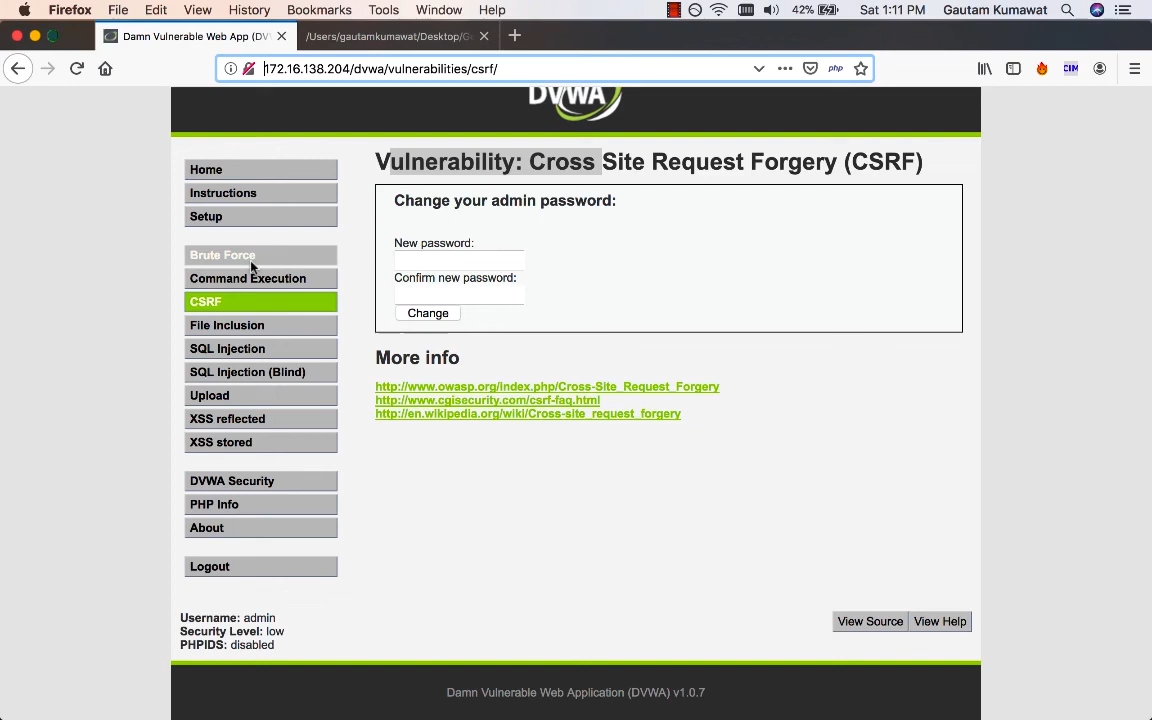 Firefox File Edit View History Bookmarks Tools Window Help 42% Sat 1:11 PM Gautam Kumawat
Damn Vulnerable Web App (DV /Users/gautamkumawat/Desktop/G
172.16.138.204/dvwa/vulnerabilities/csrf/ php CIM
DVWA
Home
Instructions
Setup
Brute Force
Command Execution
CSRF
File Inclusion
SQL Injection
SQL Injection (Blind)
Upload
XSS reflected
XSS stored
DVWA Security
PHP Info
About
Logout
Vulnerability: Cross Site Request Forgery (CSRF)
Change your admin password:
New password:
Confirm new password:
Change
More info
http://www.owasp.org/index.php/Cross-Site_Request_Forgery
http://www.cgisecurity.com/csrf-faq.html
http://en.wikipedia.org/wiki/Cross-site_request_forgery
Username: admin
Security Level: low
PHPIDS: disabled
View Source View Help
Damn Vulnerable Web Application (DVWA) v1.0.7